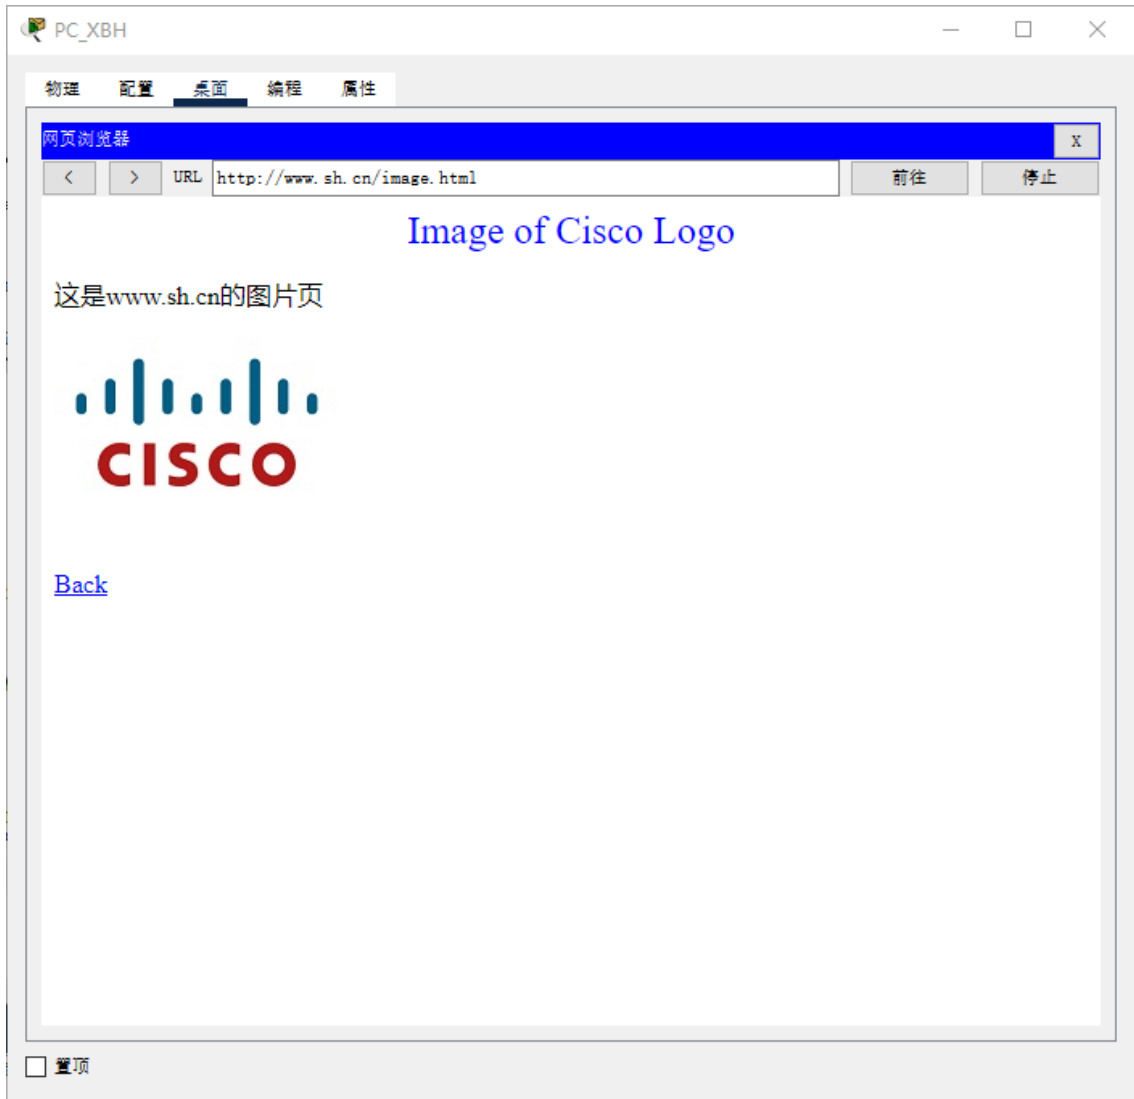 PC_XBH
物理 配置 桌面 编程 属性
网页浏览器 X
< > URL http://www.sh.cn/image.html 前往 停止
Image of Cisco Logo
这是www.sh.cn的图片页
CISCO
Back
置顶